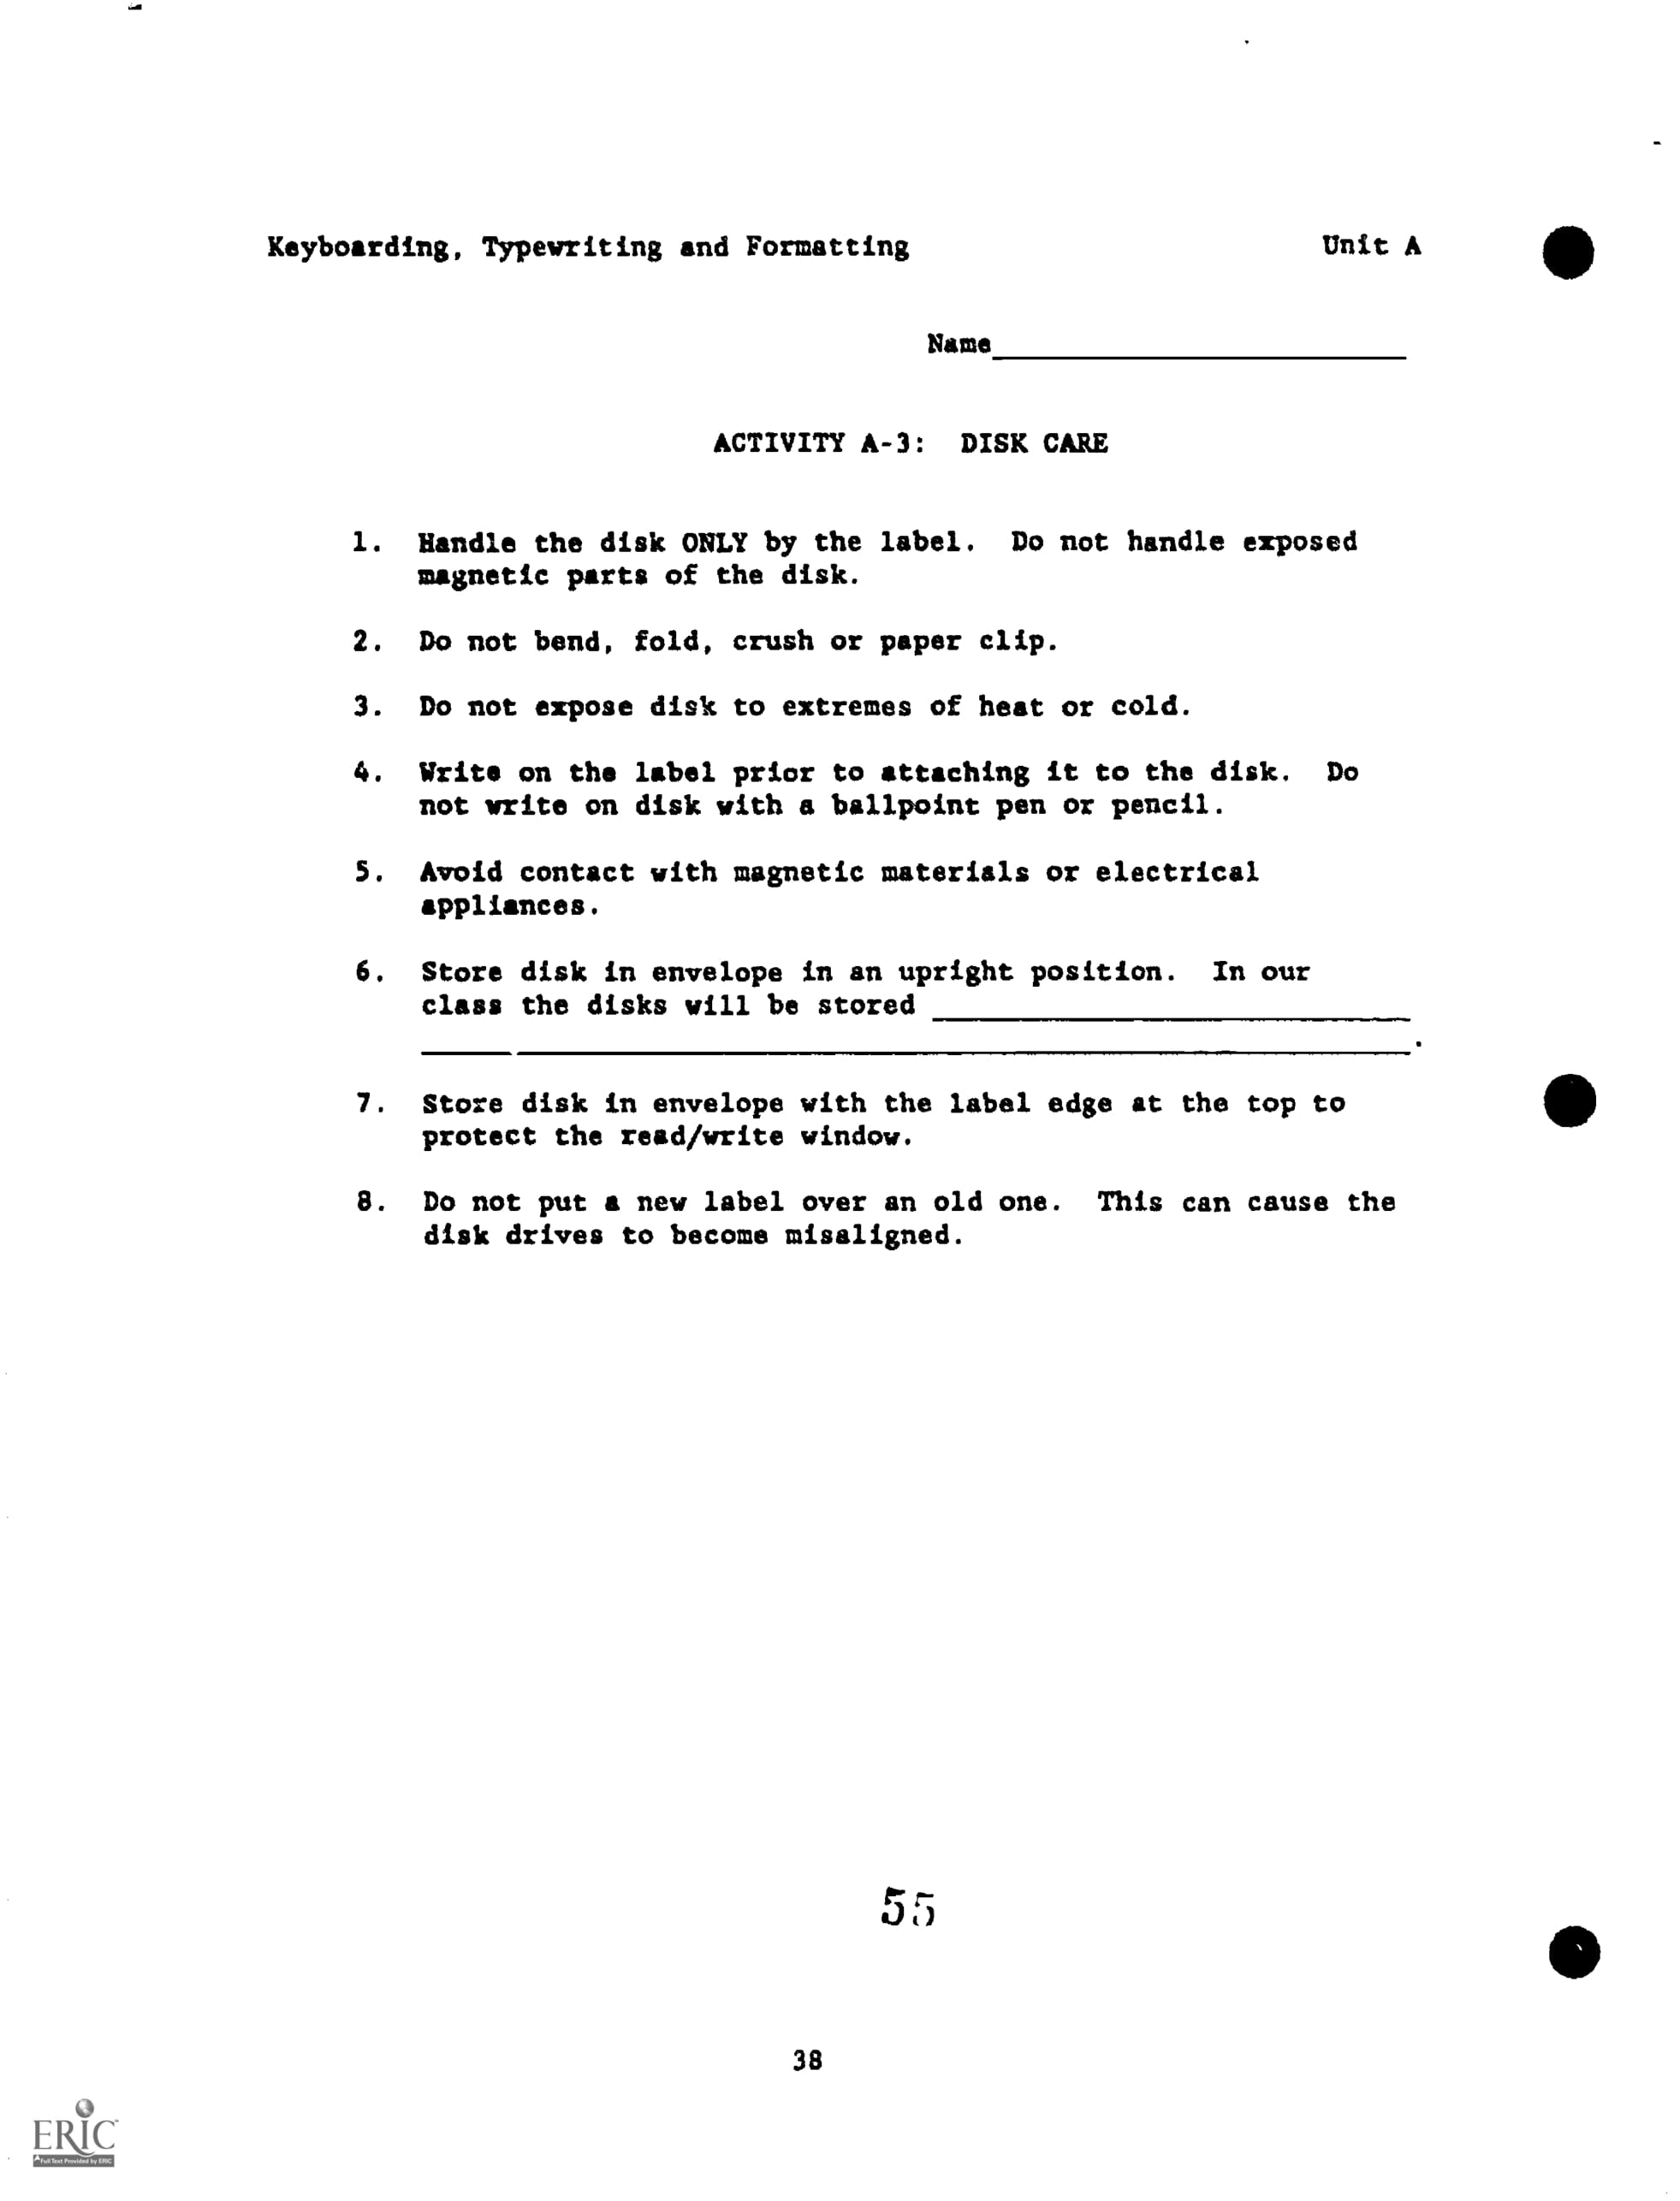 Keyboarding, Typewriting and Formatting Unit A
Name
ACTIVITY A-3: DISK CARE
1. Handle the disk ONLY by the label. Do not handle exposed
magnetic parts of the disk.
2. Do not bend, fold, crush or paper clip.
3. Do not expose disk to extremes of heat or cold.
4. Write on the label prior to attaching it to the disk. Do
not write on disk with a ballpoint pen or pencil.
5. Avoid contact with magnetic materials or electrical
appliances.
6. Store disk in envelope in an upright position. In our
class the disks will be stored
.
7. Store disk in envelope with the label edge at the top to
protect the read/write window.
8. Do not put a new label over an old one. This can cause the
disk drives to become misaligned.
55
38
ERIC
Full Text Provided by ERIC